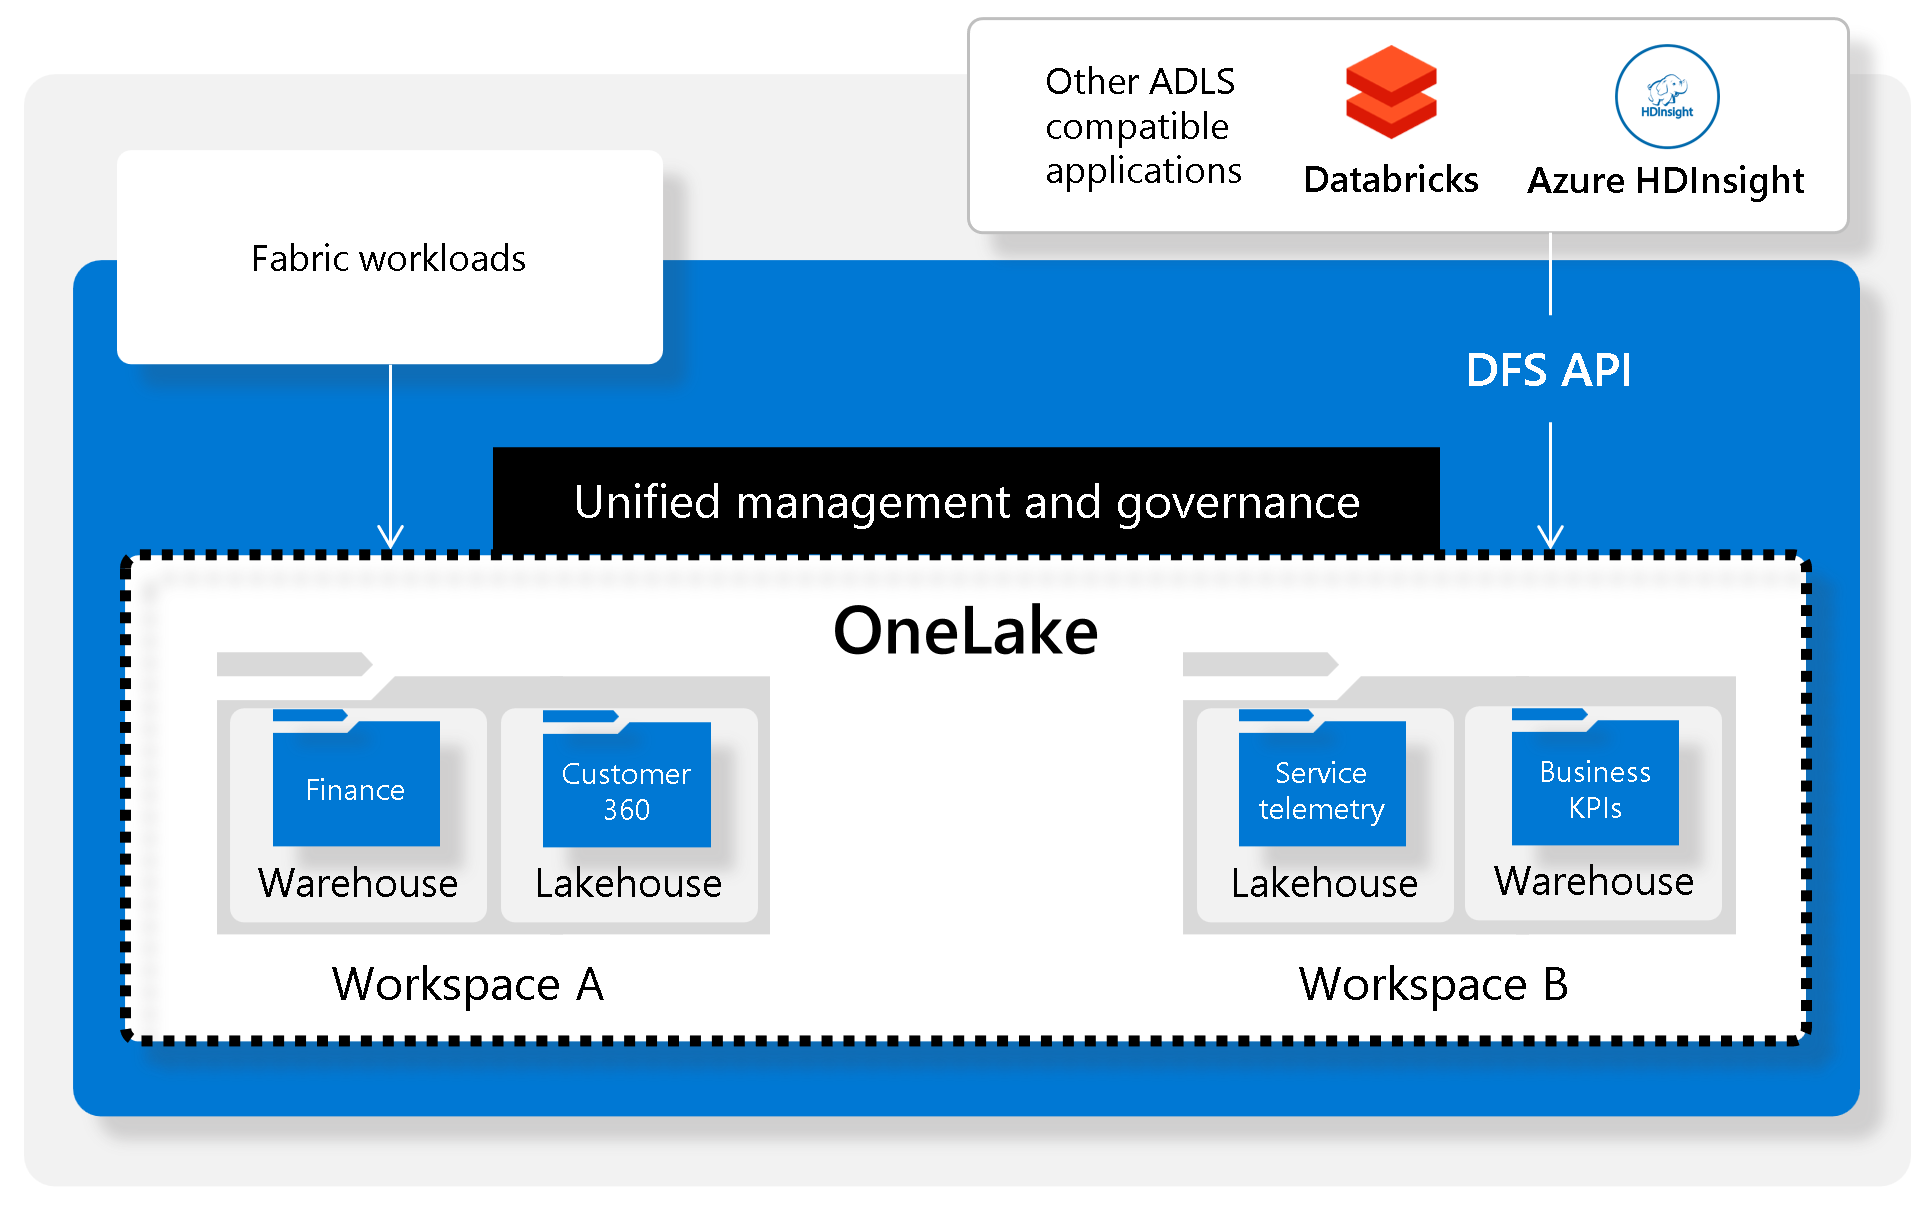 Other ADLS
compatible
applications
HDInsight
Databricks
Azure HDInsight
Fabric workloads
DFS API
Unified management and governance
OneLake
Finance
Warehouse
Customer
360
Lakehouse
Workspace A
Service
telemetry
Lakehouse
Business
KPIs
Warehouse
Workspace B